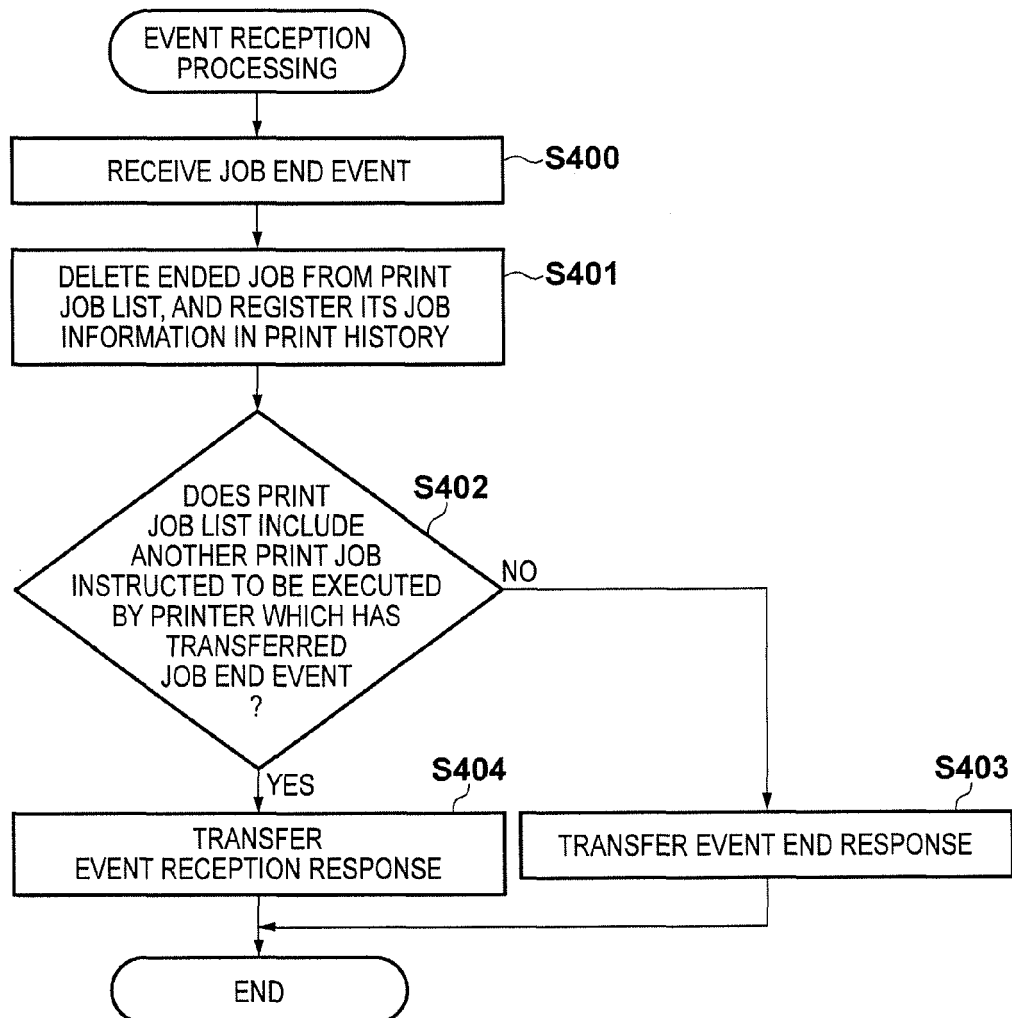 EVENT RECEPTION
PROCESSING
RECEIVE JOB END EVENT
S400
DELETE ENDED JOB FROM PRINT
JOB LIST, AND REGISTER ITS JOB
INFORMATION IN PRINT HISTORY
S401
DOES PRINT
JOB LIST INCLUDE
ANOTHER PRINT JOB
INSTRUCTED TO BE EXECUTED
BY PRINTER WHICH HAS
TRANSFERRED
JOB END EVENT
?
S402
NO
YES
S404
TRANSFER
EVENT RECEPTION RESPONSE
S403
TRANSFER EVENT END RESPONSE
END